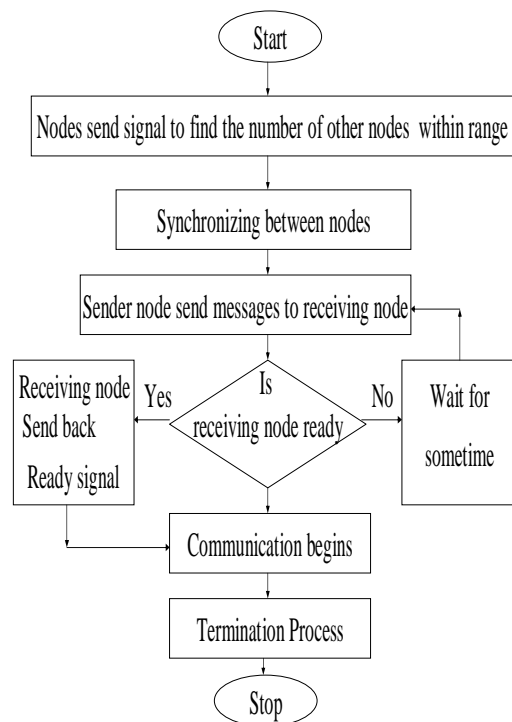 Start
Nodes send signal to find the number of other nodes within range
Synchronizing between nodes
Sender node send messages to receiving node
Is
receiving node ready
Yes
No
Receiving node
Send back
Ready signal
Wait for
sometime
Communication begins
Termination Process
Stop